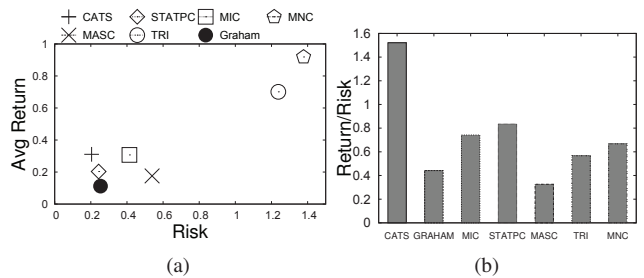 CATS STATPC MIC MNC
MASC TRI Graham
1
0.8
0.6
0.4
0.2
0
0 0.2 0.4 0.6 0.8 1 1.2 1.4
Avg Return
Risk
(a)
1.6
1.4
1.2
1
0.8
0.6
0.4
0.2
0
Return/Risk
CATS GRAHAM MIC STATPC MASC TRI MNC
(b)